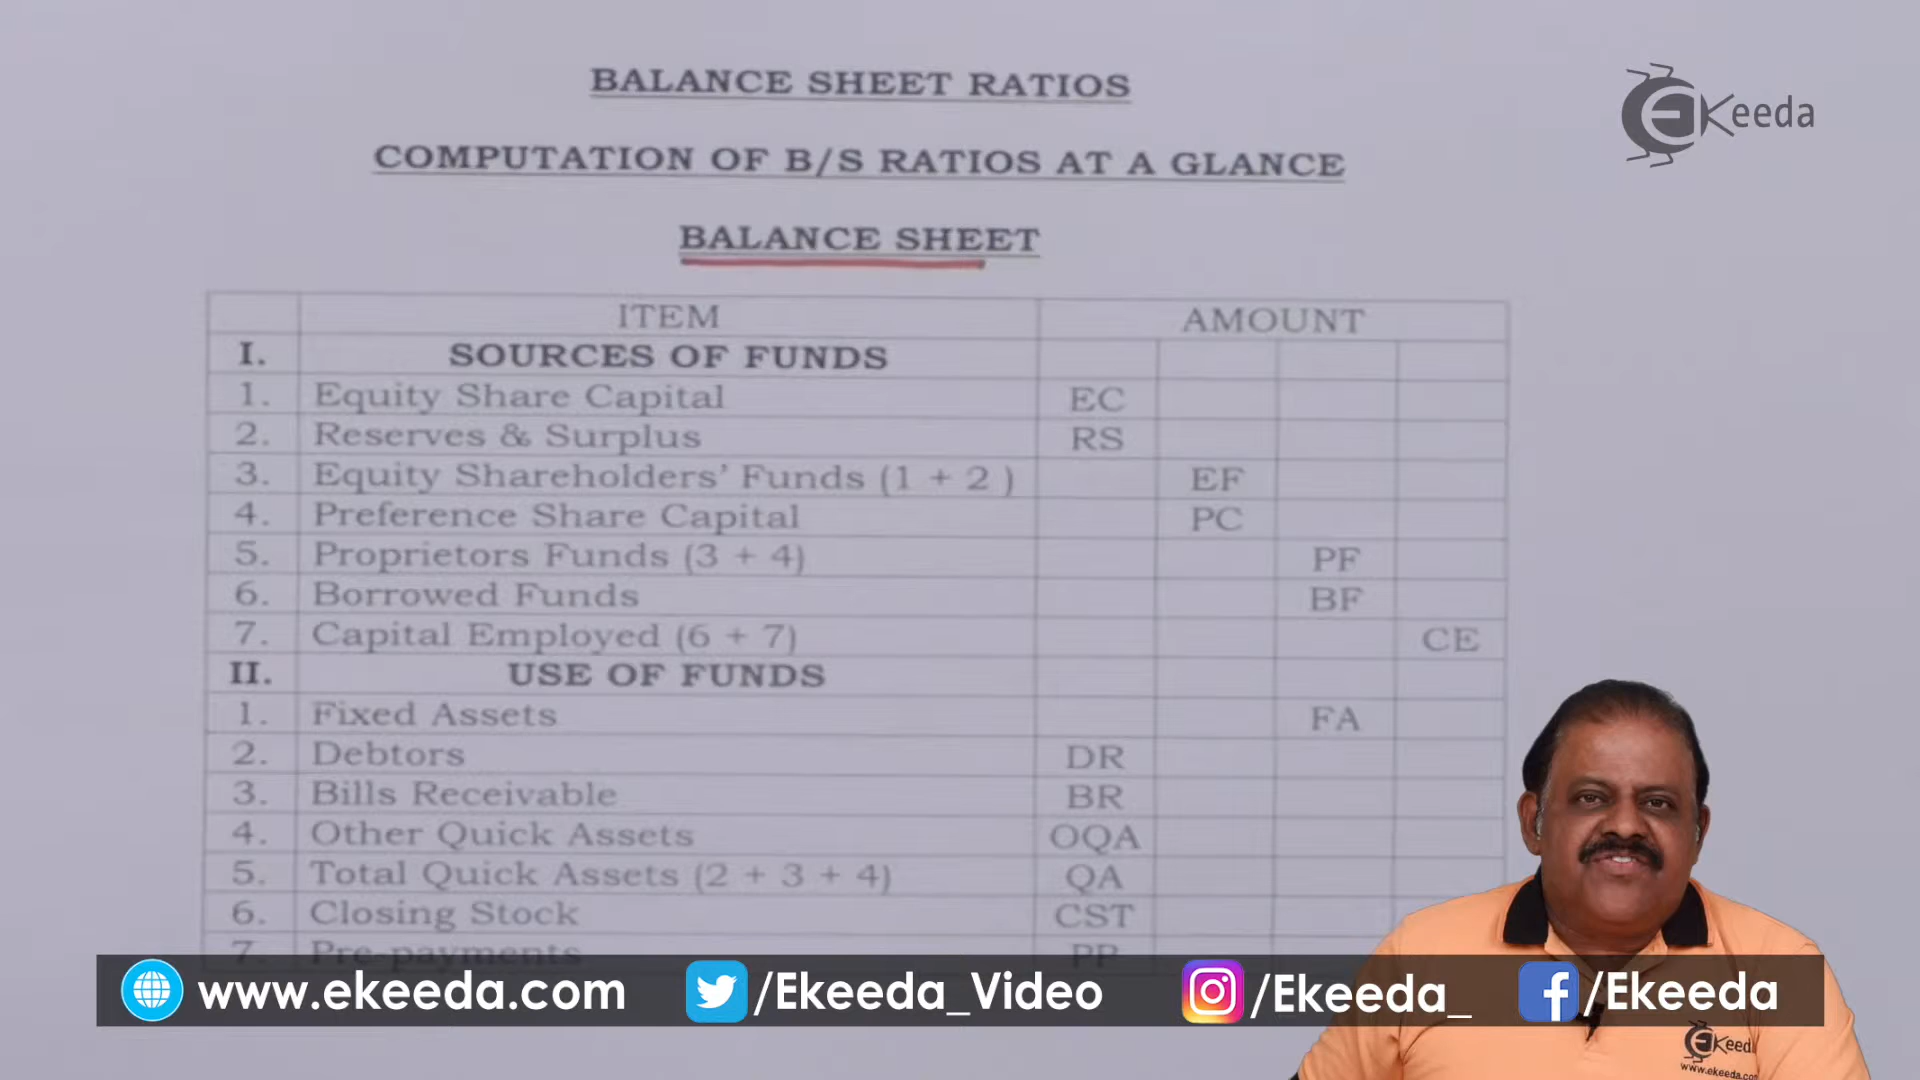 BALANCE SHEET RATIOS
Keeda
COMPUTATION OF B/S RATIOS AT A GLANCE
BALANCE SHEET
ITEM AMOUNT
I. SOURCES OF FUNDS
1. Equity Share Capital EC
2. Reserves & Surplus RS
3. Equity Shareholders' Funds (1 + 2 ) EF
4. Preference Share Capital PC
5. Proprietors Funds (3 + 4) PF
6. Borrowed Funds BF
7. Capital Employed (6 + 7) CE
II. USE OF FUNDS
1. Fixed Assets FA
2. Debtors DR
3. Bills Receivable BR
4. Other Quick Assets OQA
5. Total Quick Assets (2 + 3 + 4) QA
6. Closing Stock CST
7. Pre-payments PP
www.ekeeda.com /Ekeeda_Video /Ekeeda_ /Ekeeda
Keeda
www.ekeeda.com